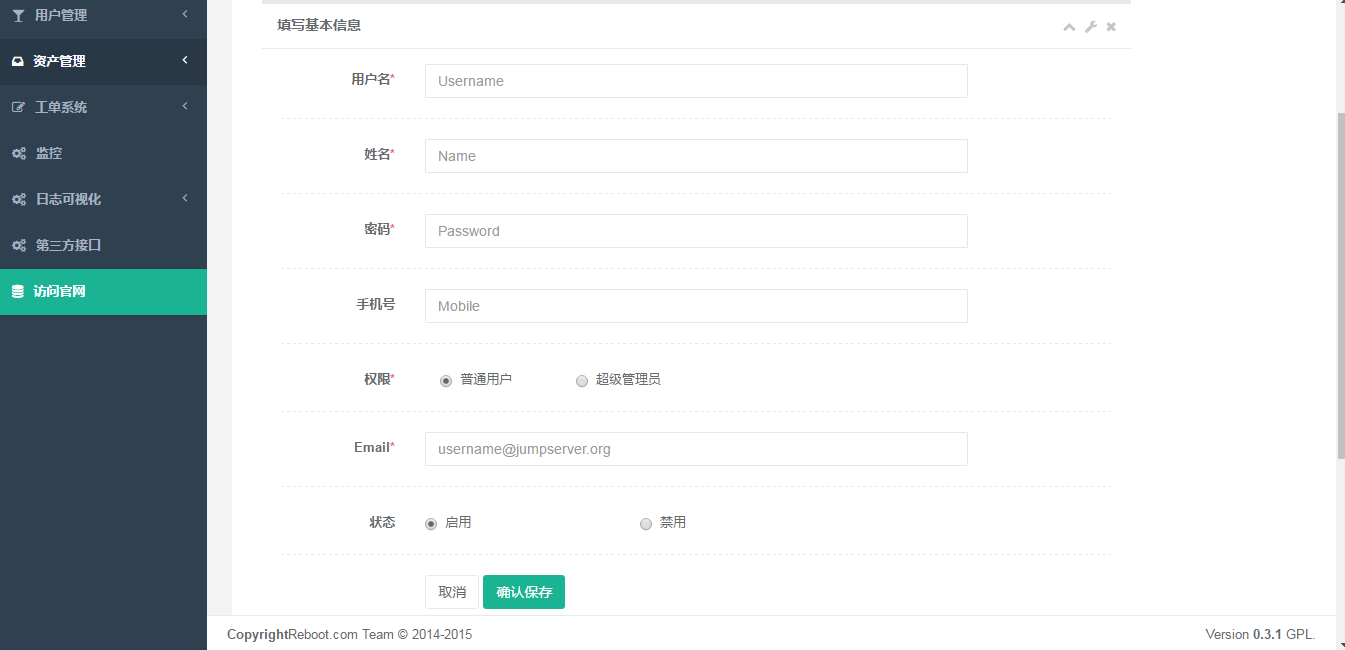 用户管理
资产管理
工单系统
监控
日志可视化
第三方接口
访问官网
填写基本信息
用户名* Username
姓名* Name
密码* Password
手机号 Mobile
权限* 普通用户 超级管理员
Email* username@jumpserver.org
状态 启用 禁用
取消 确认保存
CopyrightReboot.com Team © 2014-2015 Version 0.3.1 GPL.